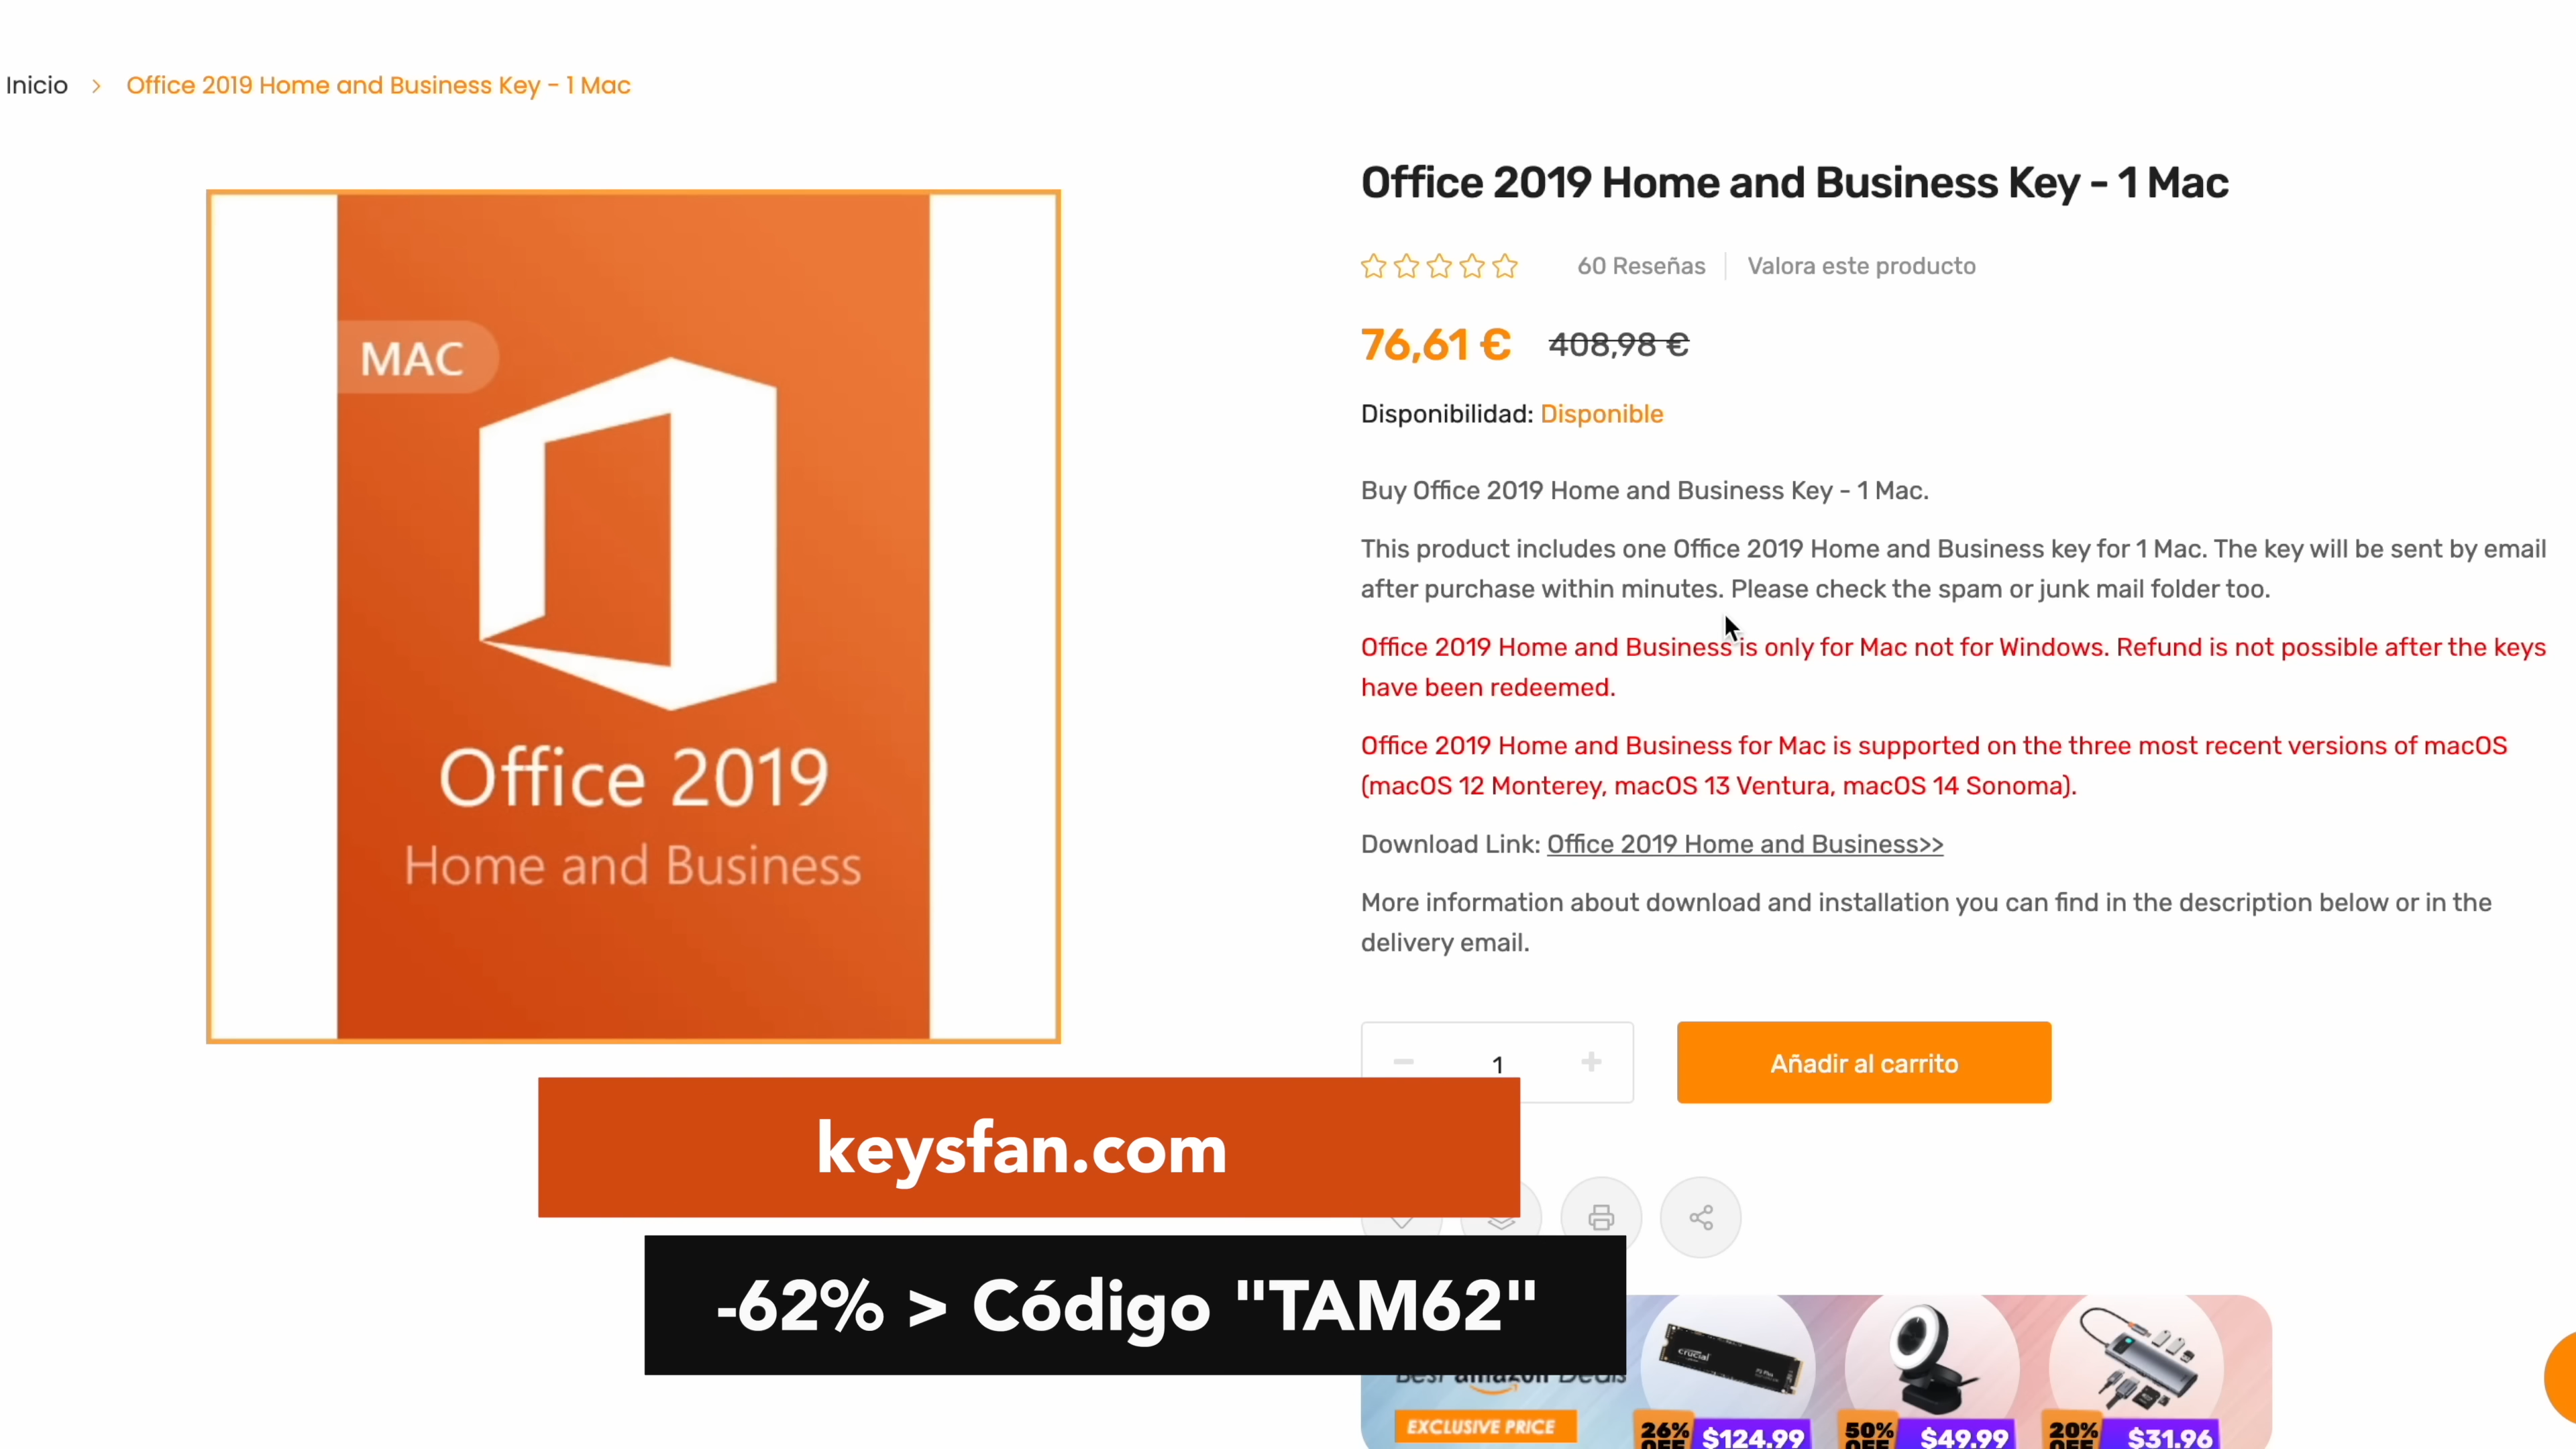 Inicio > Office 2019 Home and Business Key - 1 Mac
MAC
Office 2019
Home and Business
Office 2019 Home and Business Key - 1 Mac
60 Reseñas | Valora este producto
76,61 € 408,98 €
Disponibilidad: Disponible
Buy Office 2019 Home and Business Key - 1 Mac.
This product includes one Office 2019 Home and Business key for 1 Mac. The key will be sent by email
after purchase within minutes. Please check the spam or junk mail folder too.
Office 2019 Home and Business is only for Mac not for Windows. Refund is not possible after the keys
have been redeemed.
Office 2019 Home and Business for Mac is supported on the three most recent versions of macOS
(macOS 12 Monterey, macOS 13 Ventura, macOS 14 Sonoma).
Download Link: Office 2019 Home and Business>>
More information about download and installation you can find in the description below or in the
delivery email.
1
Añadir al carrito
keysfan.com
-62% > Código "TAM62"
crucial
Best amazon Deals
EXCLUSIVE PRICE
26% OFF $124.99
50% OFF $49.99
20% OFF $31.96